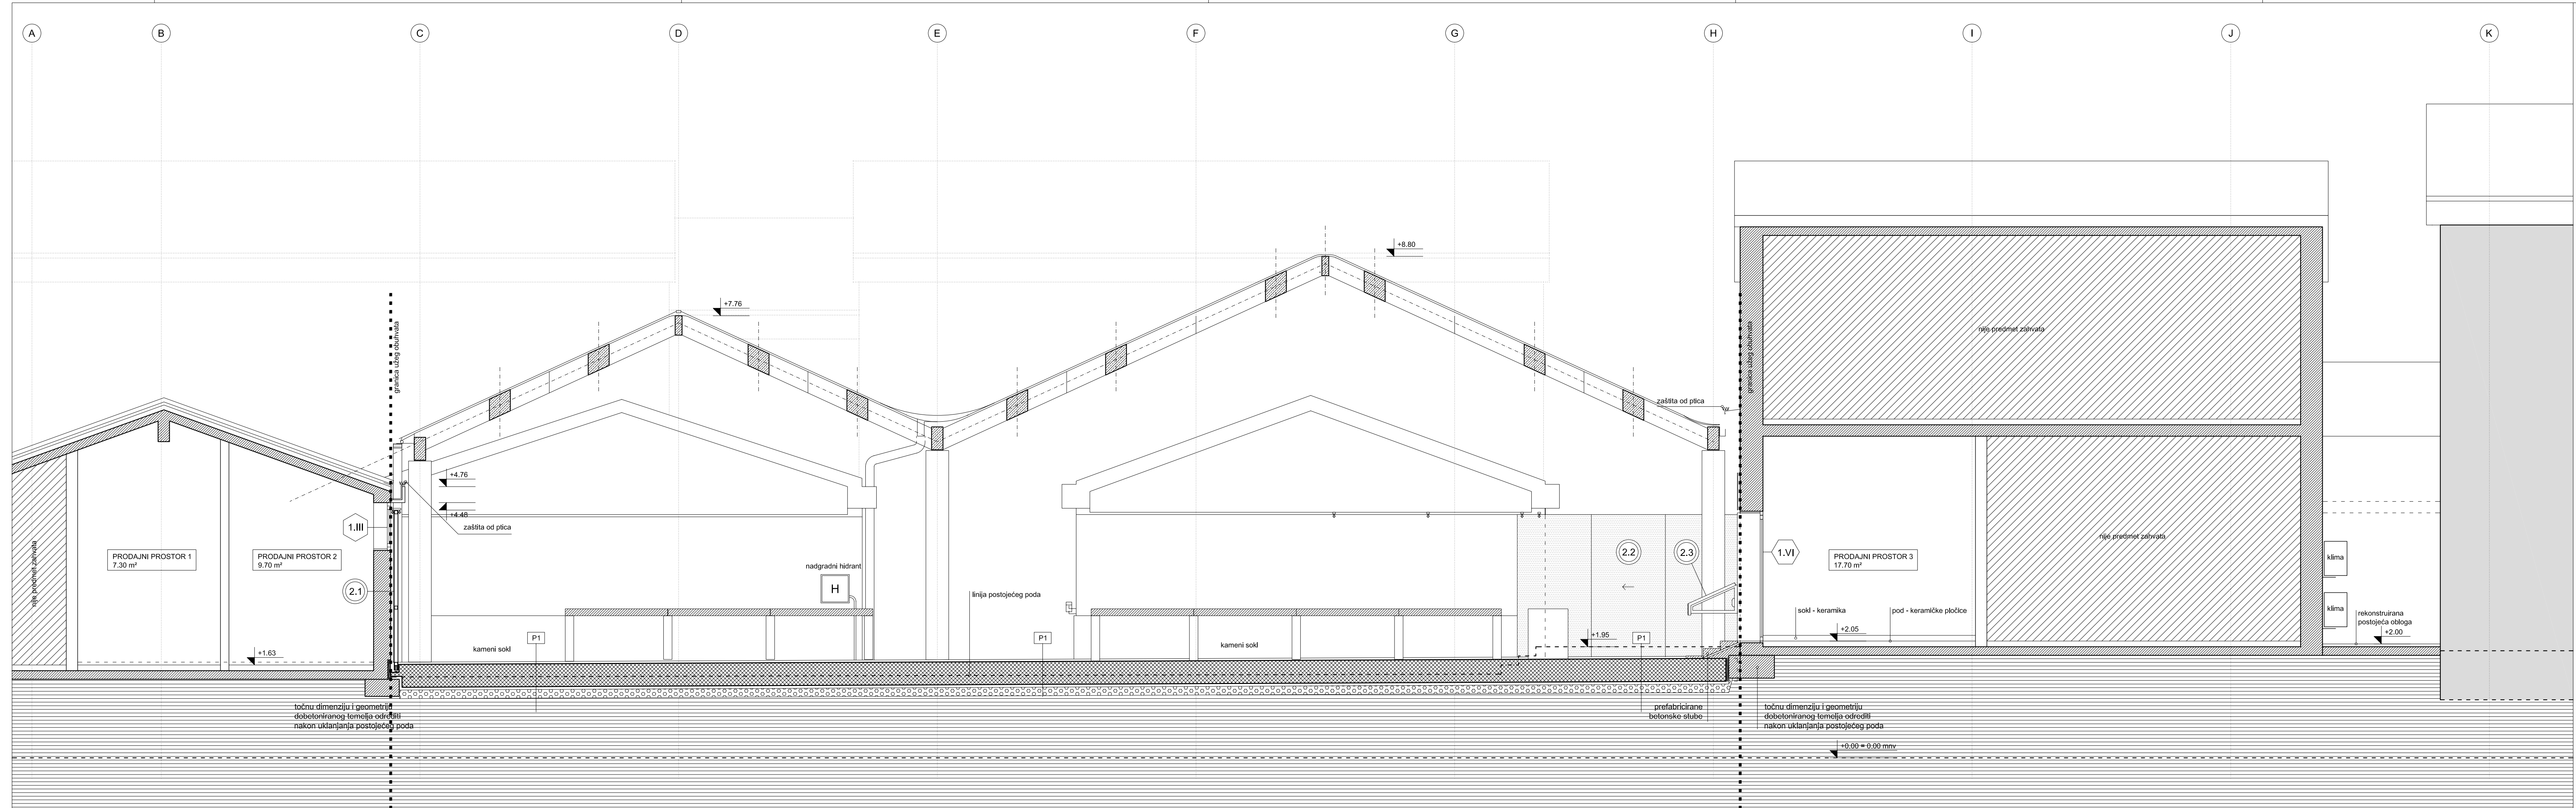 A B C D E F G H I J K
+8.80
+7.76
granica užeg obuhvata
granica užeg obuhvata
nije predmet zahvata
zaštita od ptica
+4.76
+4.48
zaštita od ptica
1.III
PRODAJNI PROSTOR 1
7.30 m²
PRODAJNI PROSTOR 2
9.70 m²
nije predmet zahvata
2.1
nadgradni hidrant
H
linija postojećeg poda
2.2
2.3
1.VI
PRODAJNI PROSTOR 3
17.70 m²
nije predmet zahvata
klima
klima
sokl - keramika
pod - keramičke pločice
rekonstruirana
postojeća obloga
+2.00
+2.05
+1.95
P1
P1
P1
kameni sokl
kameni sokl
+1.63
točnu dimenziju i geometriju
dobetoniranog temelja odrediti
nakon uklanjanja postojećeg poda
prefabricirane
betonske stube
točnu dimenziju i geometriju
dobetoniranog temelja odrediti
nakon uklanjanja postojećeg poda
+0.00 = 0.00 mnv